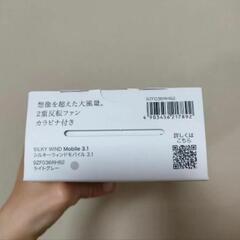 想像を超えた大風量。
2重反転ファン
カラビナ付き
SILKY WIND Mobile 3.1
シルキーウィンドモバイル 3.1
9ZF036RH92
ライトグレー
9ZF036RH92
4 903456 217892
詳しくは
こちら